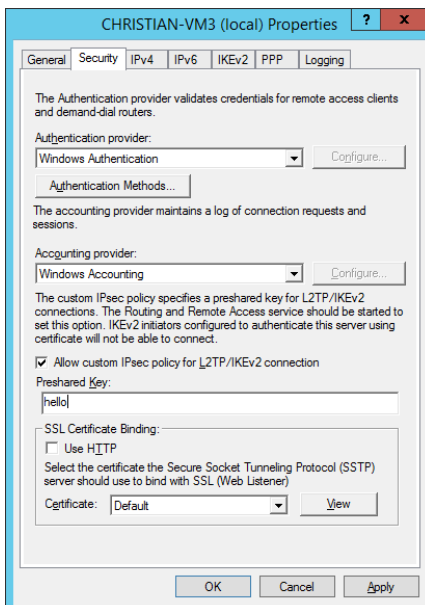 CHRISTIAN-VM3 (local) Properties
? x
General Security IPv4 IPv6 IKEv2 PPP Logging
The Authentication provider validates credentials for remote access clients
and demand-dial routers.
Authentication provider:
Windows Authentication Configure...
Authentication Methods...
The accounting provider maintains a log of connection requests and
sessions.
Accounting provider:
Windows Accounting Configure...
The custom IPsec policy specifies a preshared key for L2TP/IKEv2
connections. The Routing and Remote Access service should be started to
set this option. IKEv2 initiators configured to authenticate this server using
certificate will not be able to connect.
Allow custom IPsec policy for L2TP/IKEv2 connection
Preshared Key:
hello
SSL Certificate Binding:
Use HTTP
Select the certificate the Secure Socket Tunneling Protocol (SSTP)
server should use to bind with SSL (Web Listener)
Certificate: Default View
OK Cancel Apply